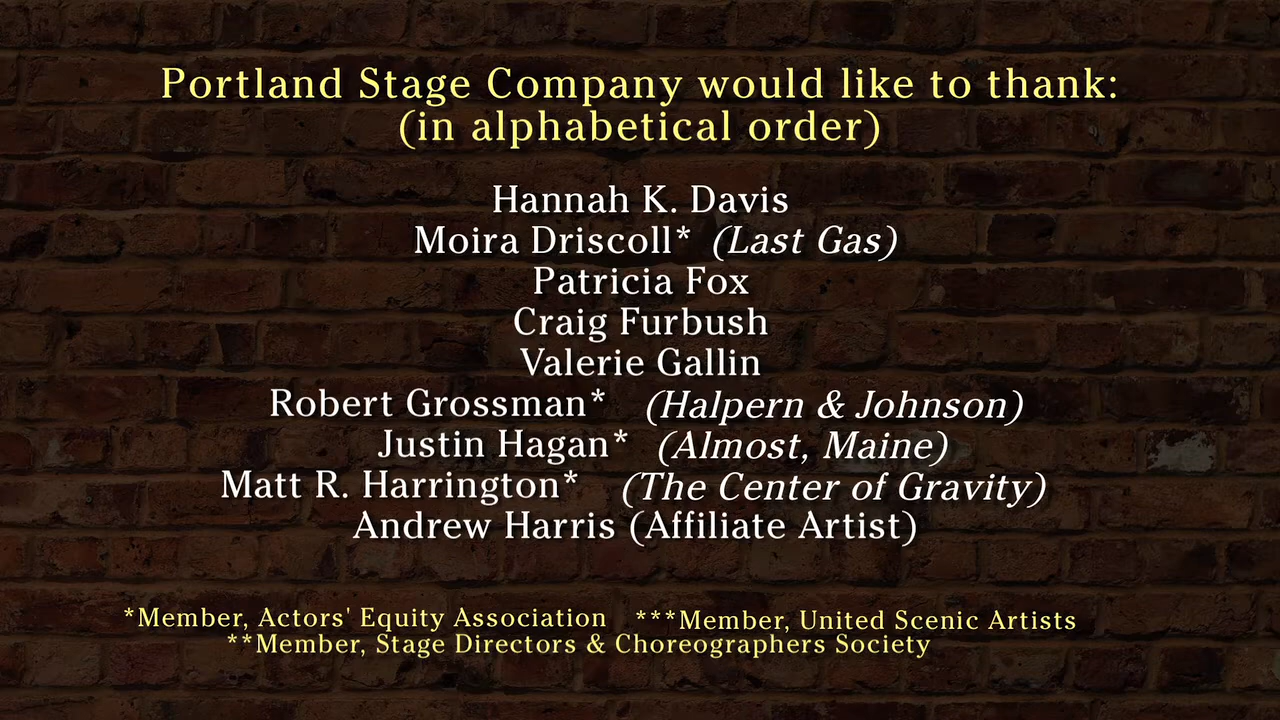 Portland Stage Company would like to thank:
(in alphabetical order)
Hannah K. Davis
Moira Driscoll* (Last Gas)
Patricia Fox
Craig Furbush
Valerie Gallin
Robert Grossman* (Halpern & Johnson)
Justin Hagan* (Almost, Maine)
Matt R. Harrington* (The Center of Gravity)
Andrew Harris (Affiliate Artist)
*Member, Actors' Equity Association ***Member, United Scenic Artists
**Member, Stage Directors & Choreographers Society